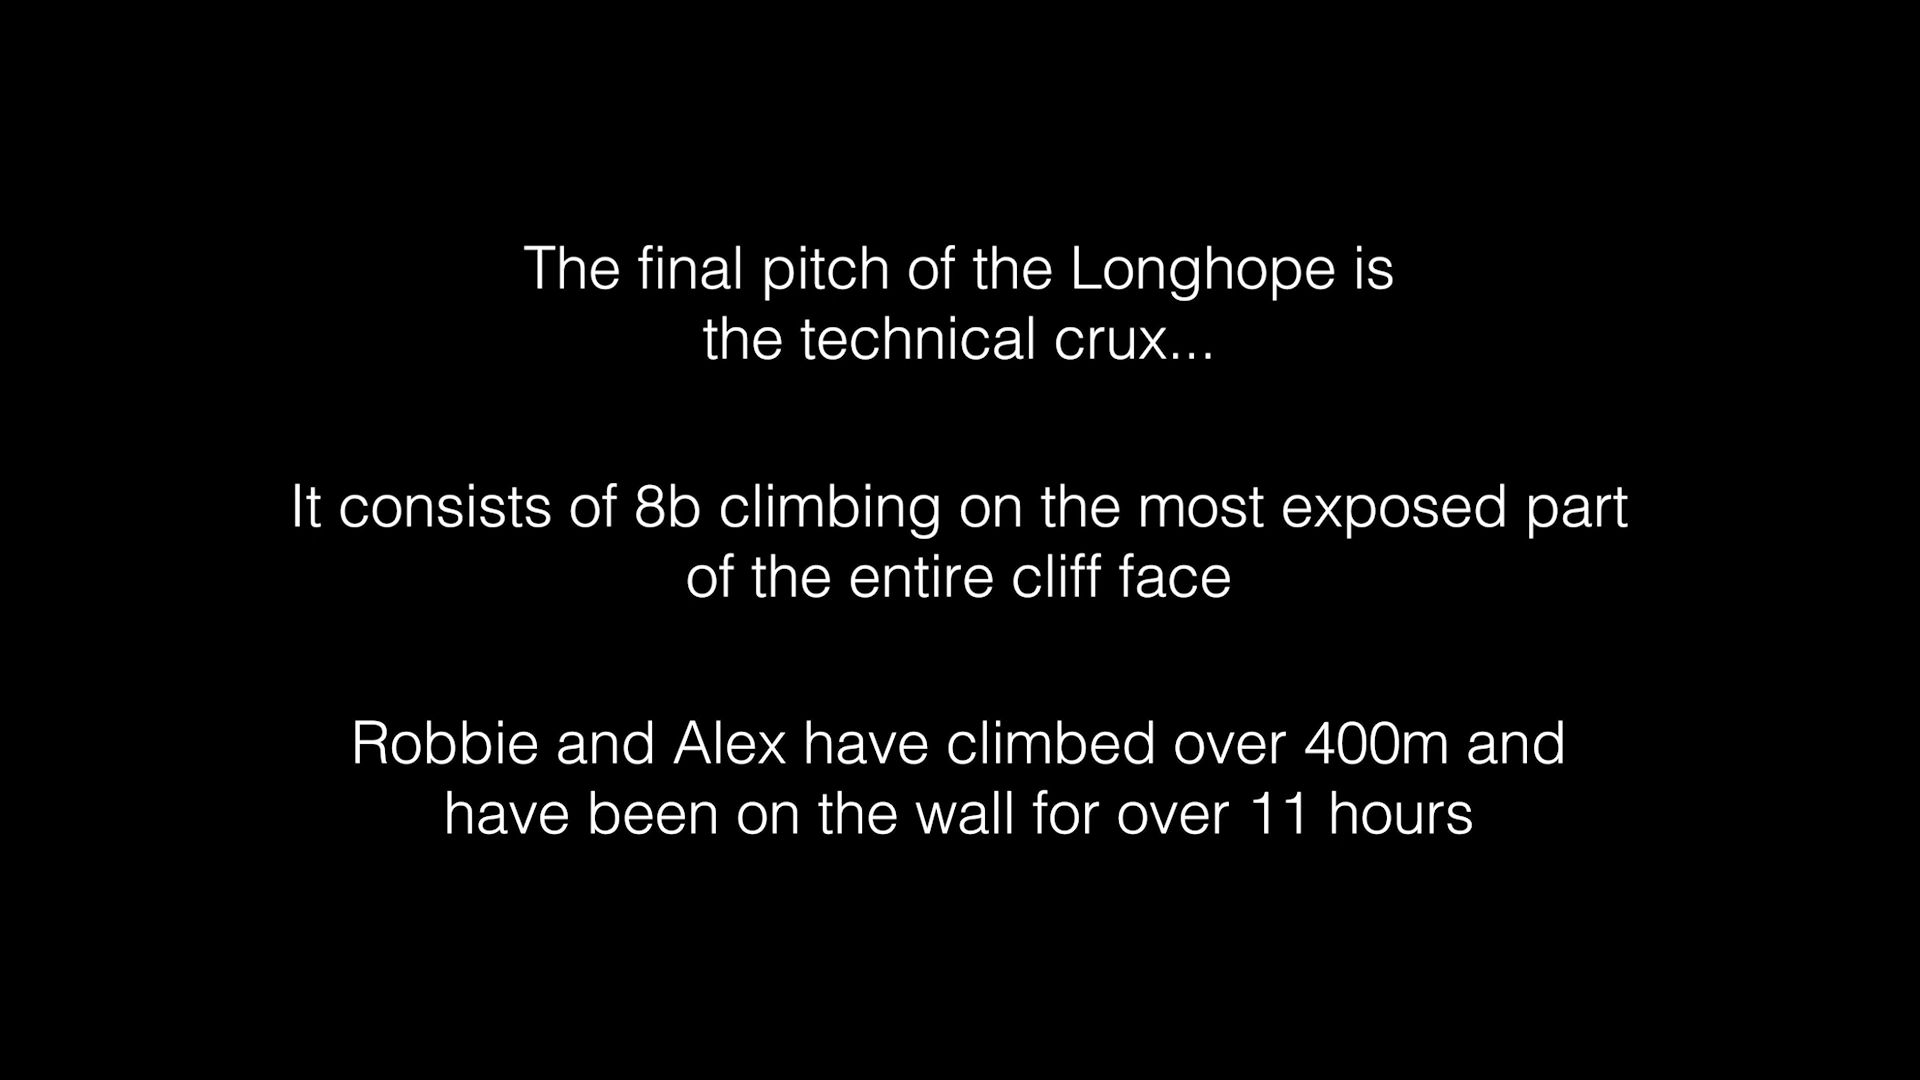 The final pitch of the Longhope is
the technical crux...
It consists of 8b climbing on the most exposed part
of the entire cliff face
Robbie and Alex have climbed over 400m and
have been on the wall for over 11 hours